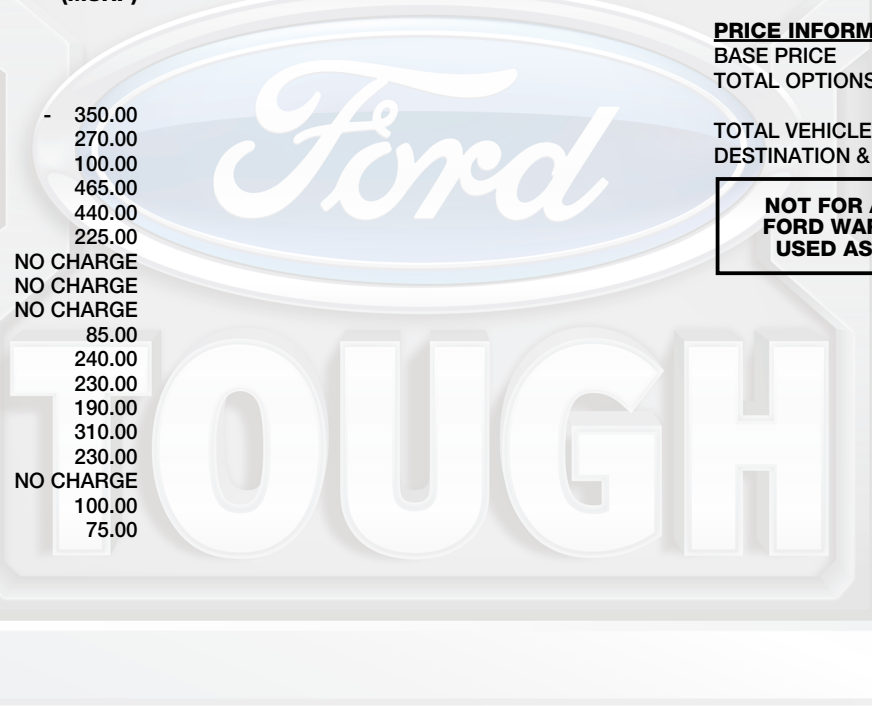 (MSRP)
- 350.00
270.00
100.00
465.00
440.00
225.00
NO CHARGE
NO CHARGE
NO CHARGE
85.00
240.00
230.00
190.00
310.00
230.00
NO CHARGE
100.00
75.00
PRICE INFORM
BASE PRICE
TOTAL OPTIONS
TOTAL VEHICLE
DESTINATION &
NOT FOR
FORD WAR
USED AS
Ford
TOUGH